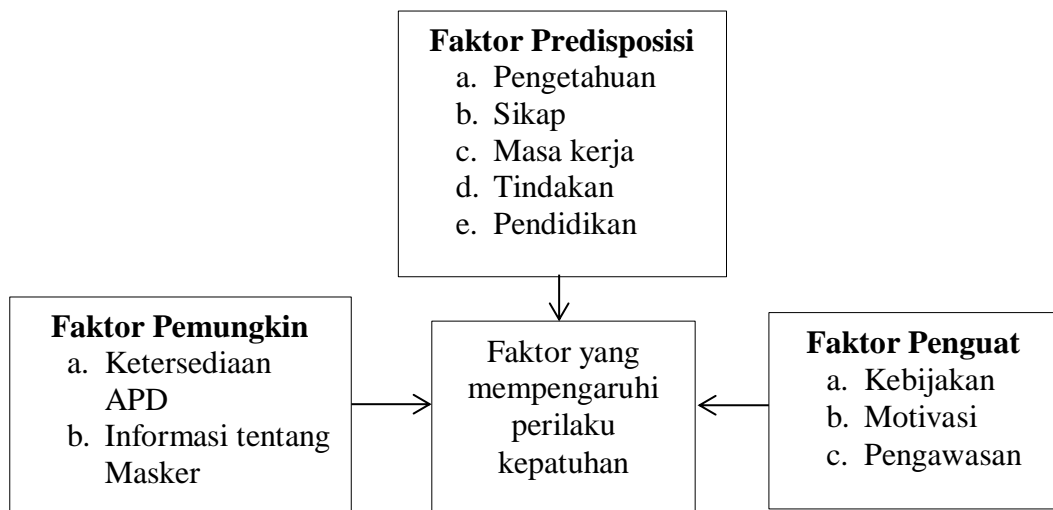 Faktor Predisposisi
a. Pengetahuan
b. Sikap
c. Masa kerja
d. Tindakan
e. Pendidikan
Faktor Pemungkin
a. Ketersediaan
APD
b. Informasi tentang
Masker
Faktor yang
mempengaruhi
perilaku
kepatuhan
Faktor Penguat
a. Kebijakan
b. Motivasi
c. Pengawasan